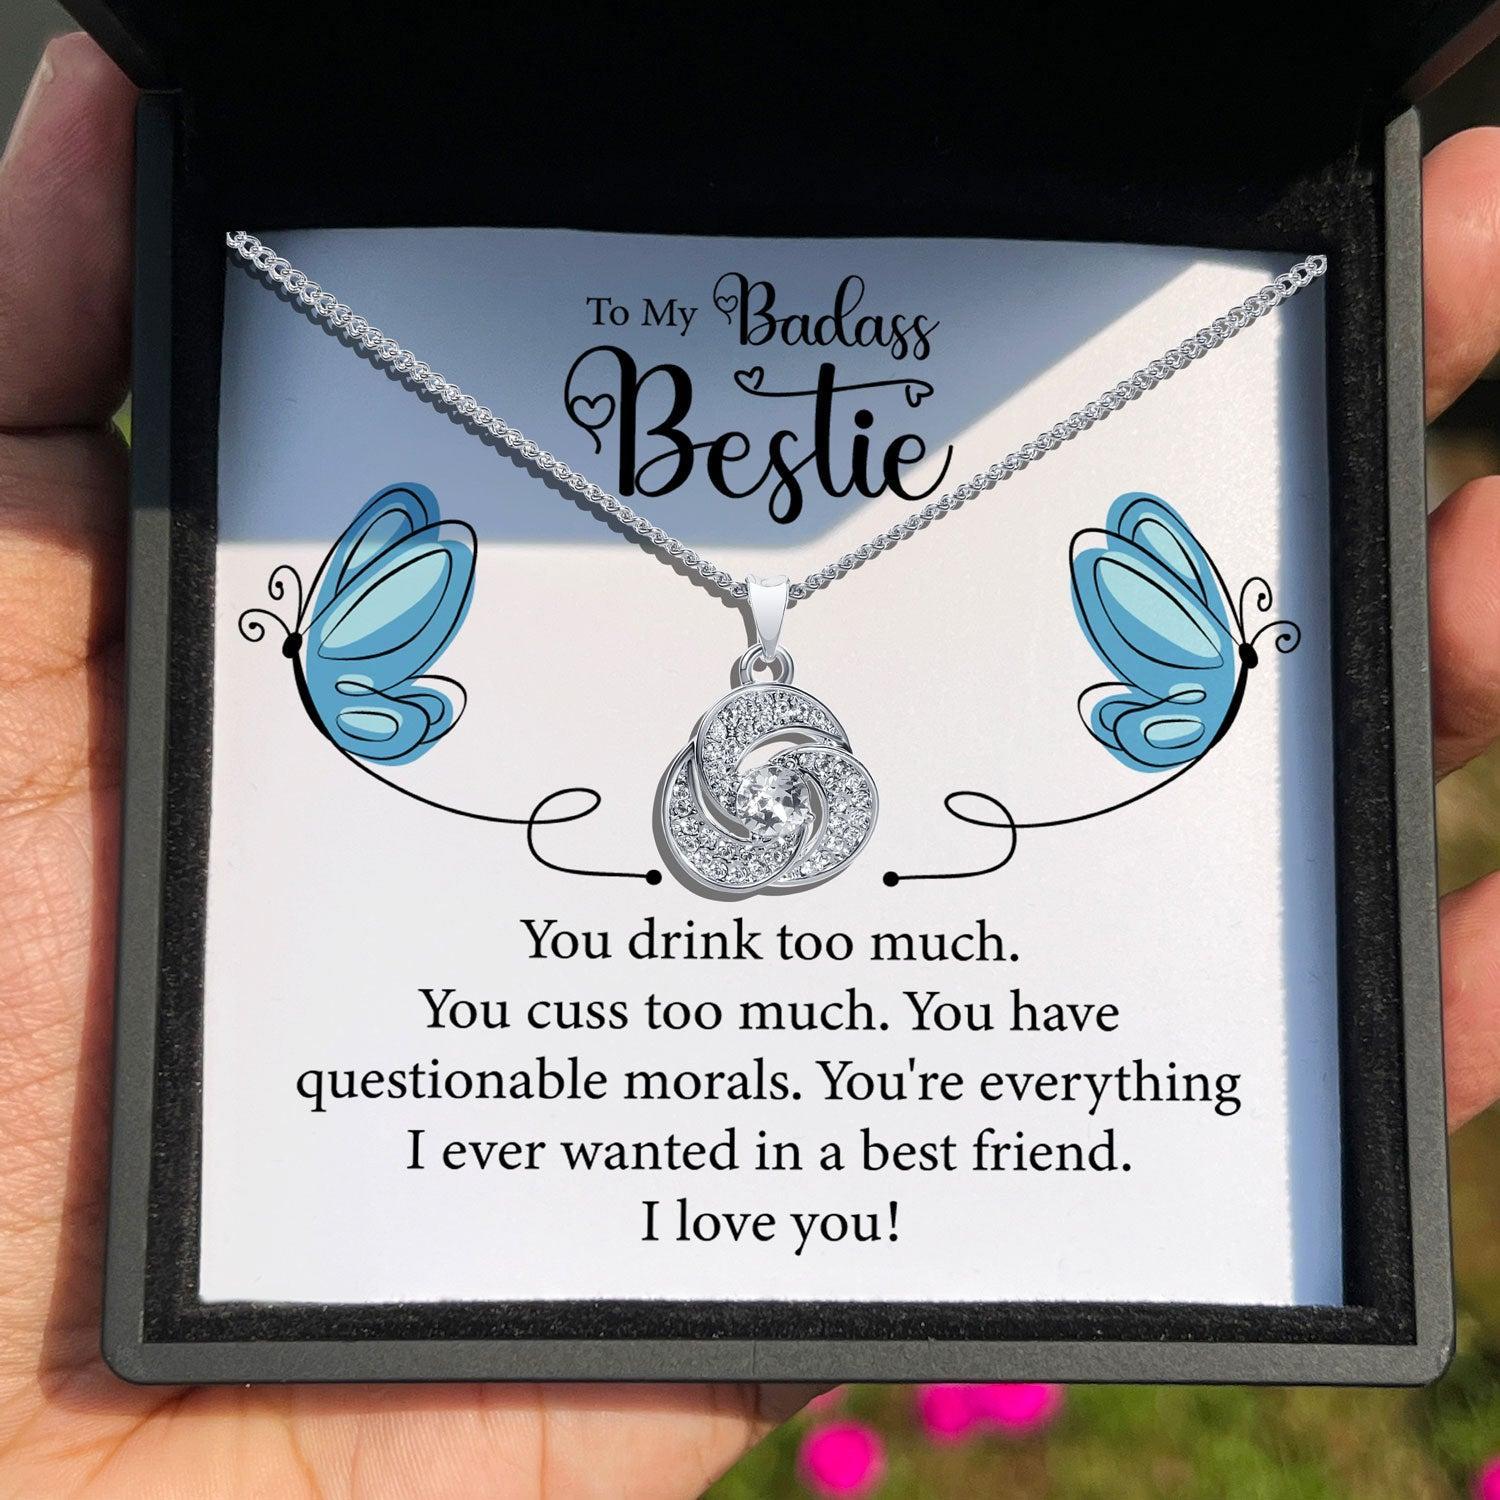 To My Badass
Bestie
You drink too much.
You cuss too much. You have
questionable morals. You're everything
I ever wanted in a best friend.
I love you!